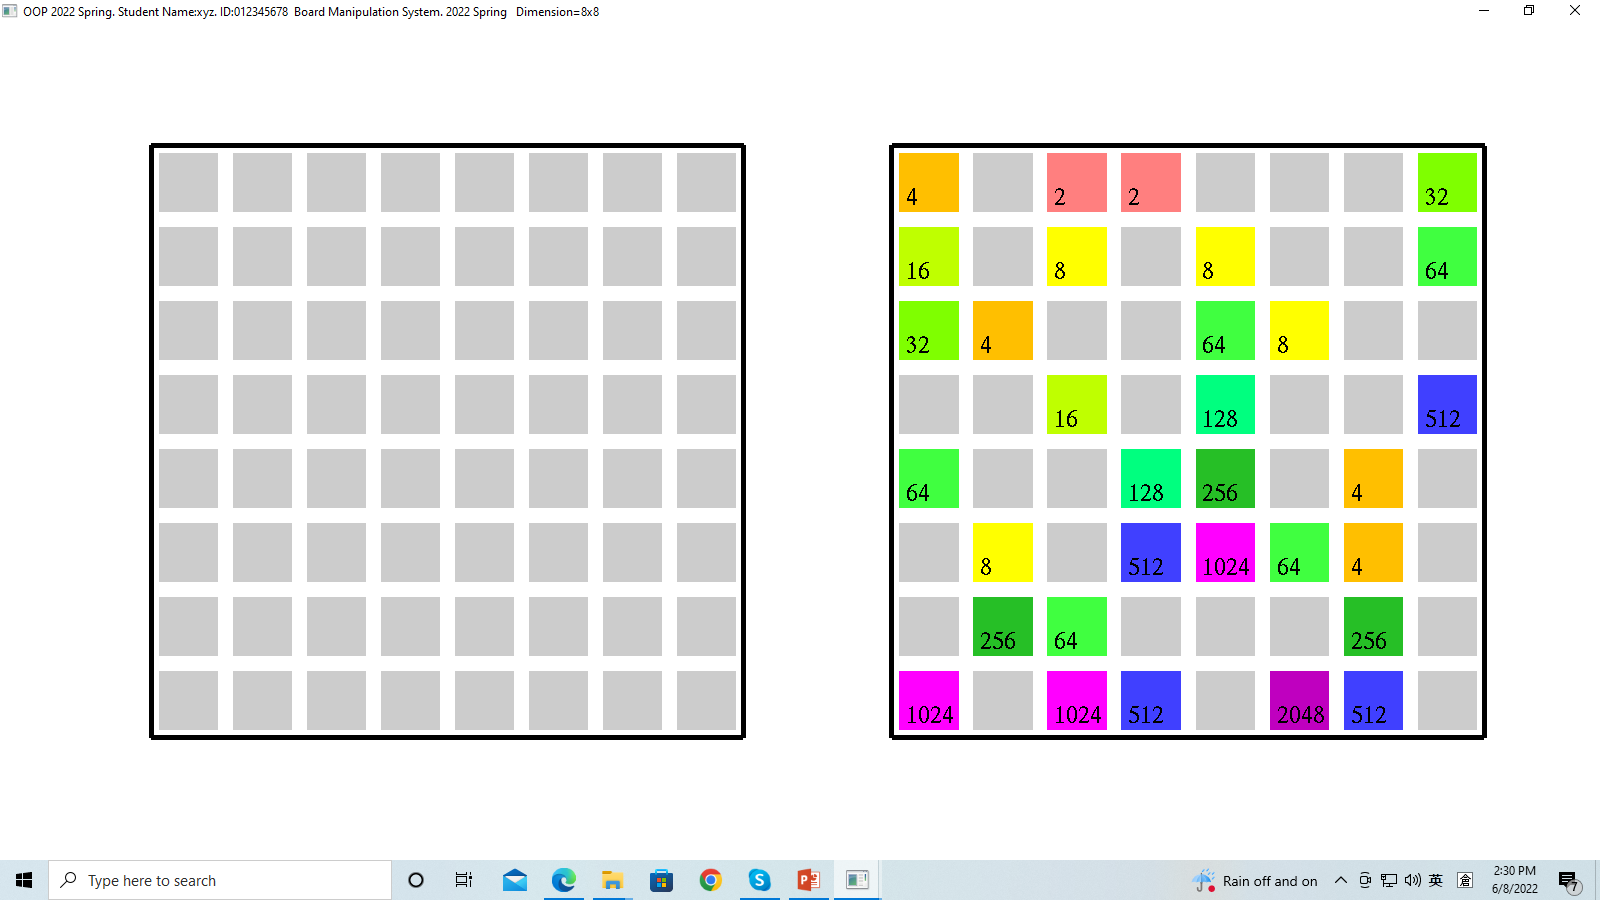 OOP 2022 Spring. Student Name:xyz. ID:012345678  Board Manipulation System. 2022 Spring   Dimension=8x8
4 2 2 32
16 8 8 64
32 4 64 8
16 128 512
64 128 256 4
8 512 1024 64 4
256 64 256
1024 1024 512 2048 512
Type here to search
Rain off and on
英
倉
2:30 PM
6/8/2022
7